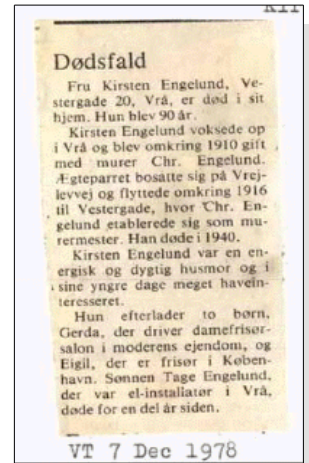 Dødsfald
Fru Kirsten Engelund, Ve-
stergade 20, Vrå, er død i sit
hjem. Hun blev 90 år.
Kirsten Engelund voksede op
i Vrå og blev omkring 1910 gift
med murer Chr. Engelund.
Ægteparret bosatte sig på Vrej-
levvej og flyttede omkring 1916
til Vestergade, hvor Chr. En-
gelund etablerede sig som mu-
rermester. Han døde i 1940.
Kirsten Engelund var en en-
ergisk og dygtig husmor og i
sine yngre dage meget havein-
teresseret.
Hun efterlader to børn,
Gerda, der driver damefrisør-
salon i moderens ejendom, og
Eigil, der er frisør i Køben-
havn. Sønnen Tage Engelund,
der var el-installatør i Vrå,
døde for en del år siden.
VT 7 Dec 1978